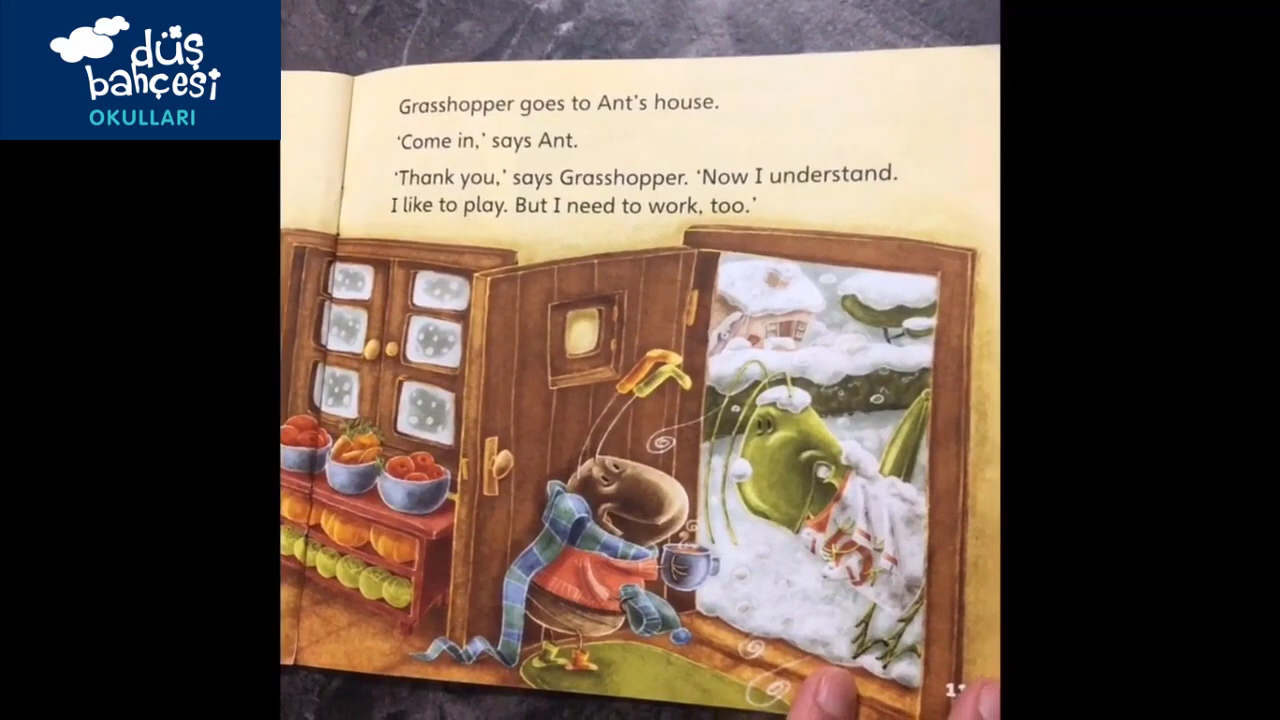 düş
bahçesi
OKULLARI
Grasshopper goes to Ant's house.
'Come in,' says Ant.
'Thank you,' says Grasshopper. 'Now I understand.
I like to play. But I need to work, too.'